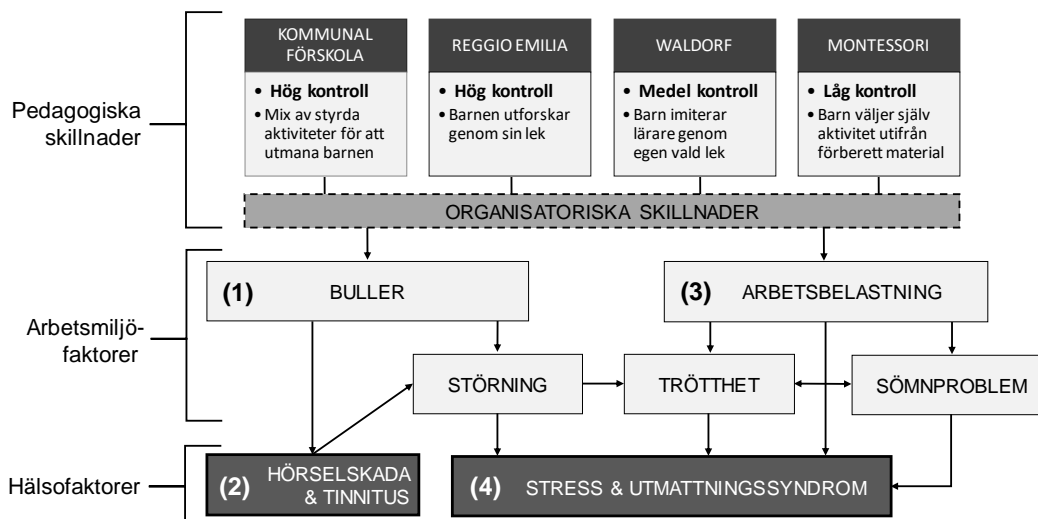 KOMMUNAL
FÖRSKOLA
REGGIO EMILIA
WALDORF
MONTESSORI
Pedagogiska
skillnader
• Hög kontroll
• Mix av styrda
aktiviteter för att
utmana barnen
• Hög kontroll
• Barnen utforskar
genom sin lek
• Medel kontroll
• Barn imiterar
lärare genom
egen vald lek
• Låg kontroll
• Barn väljer själv
aktivitet utifrån
förberett material
ORGANISATORISKA SKILLNADER
Arbetsmiljö-
faktorer
(1) BULLER
(3) ARBETSBELASTNING
STÖRNING
TRÖTTHET
SÖMNPROBLEM
Hälsofaktorer
(2) HÖRSELSKADA
& TINNITUS
(4) STRESS & UTMATTNINGSSYNDROM